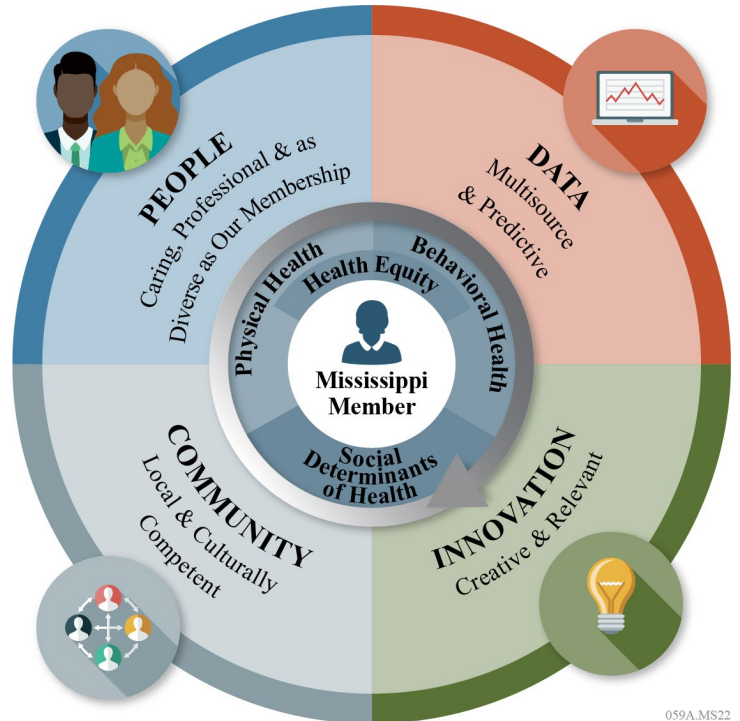 PEOPLE
Caring, Professional & as
Diverse as Our Membership
DATA
Multisource
& Predictive
Physical Health
Health Equity
Behavioral Health
Mississippi
Member
Social
Determinants
of Health
COMMUNITY
Local & Culturally
Competent
INNOVATION
Creative & Relevant
059A.MS22